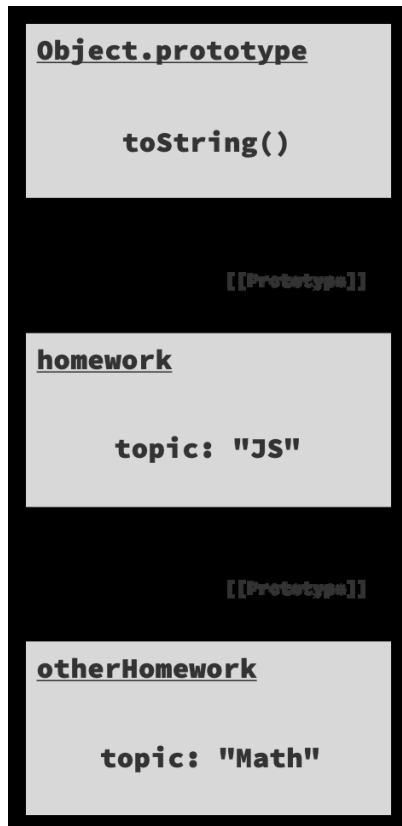 Object.prototype
toString()
[[Prototype]]
homework
topic: "JS"
[[Prototype]]
otherHomework
topic: "Math"